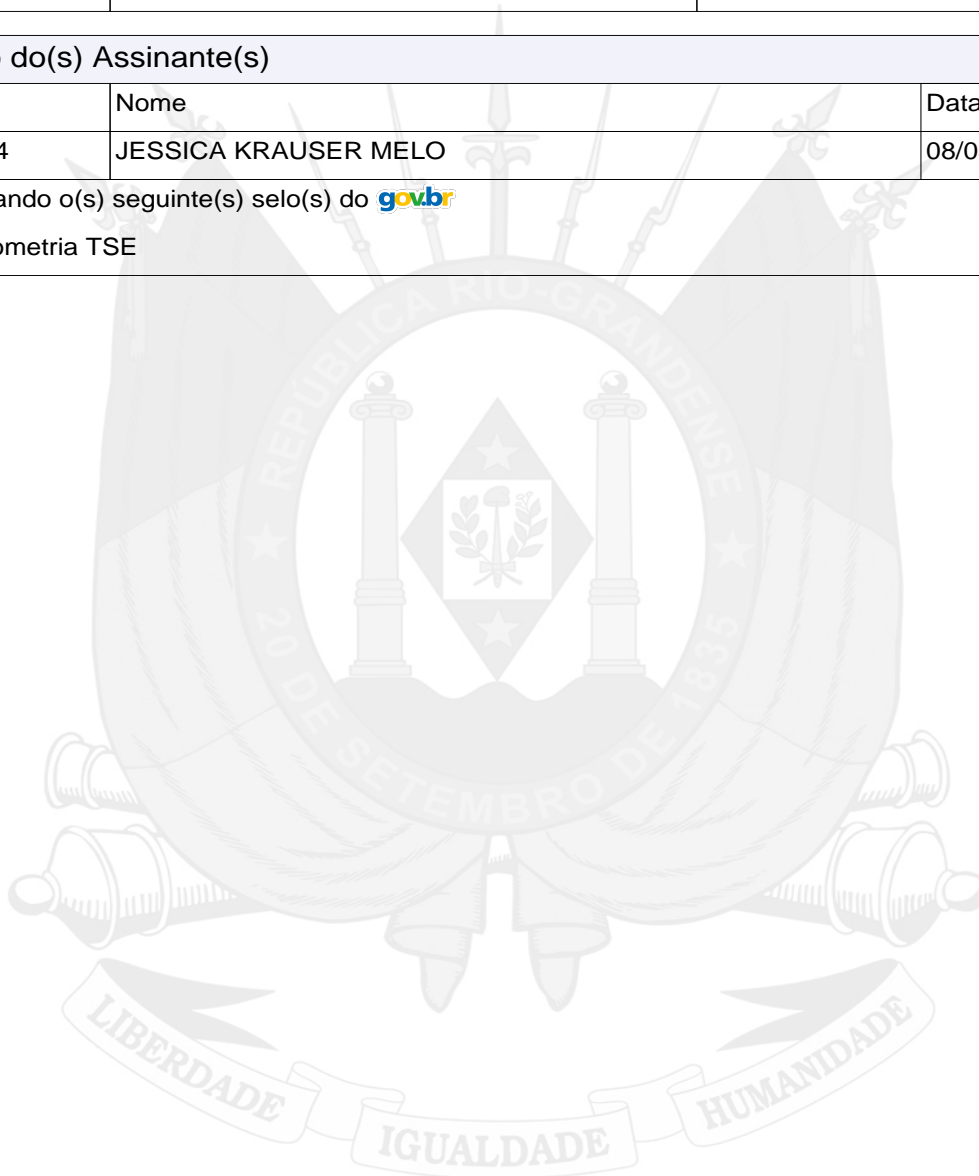 do(s) Assinante(s)
Nome
Data
4
JESSICA KRAUSER MELO
08/0
ando o(s) seguinte(s) selo(s) do gov.br
ometria TSE
REPÚBLICA RIO-GRANDENSE
20 DE SETEMBRO DE 1835
LIBERDADE
IGUALDADE
HUMANIDADE